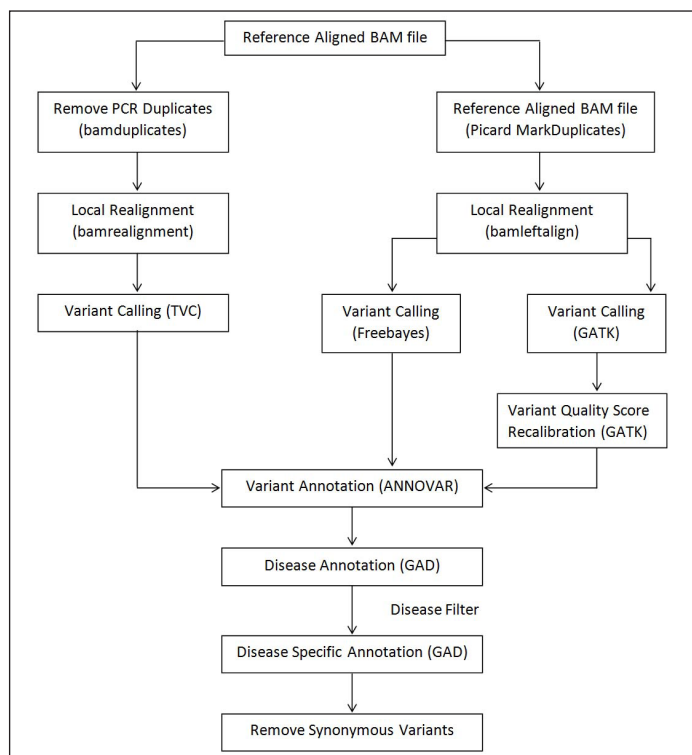 Reference Aligned BAM file
Remove PCR Duplicates
(bamduplicates)
Reference Aligned BAM file
(Picard MarkDuplicates)
Local Realignment
(bamrealignment)
Local Realignment
(bamleftalign)
Variant Calling (TVC)
Variant Calling
(Freebayes)
Variant Calling
(GATK)
Variant Quality Score
Recalibration (GATK)
Variant Annotation (ANNOVAR)
Disease Annotation (GAD)
Disease Filter
Disease Specific Annotation (GAD)
Remove Synonymous Variants